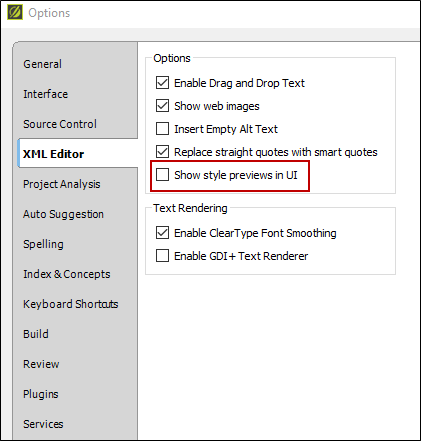 Options
General
Interface
Source Control
XML Editor
Project Analysis
Auto Suggestion
Spelling
Index & Concepts
Keyboard Shortcuts
Build
Review
Plugins
Services
Options
Enable Drag and Drop Text
Show web images
Insert Empty Alt Text
Replace straight quotes with smart quotes
Show style previews in UI
Text Rendering
Enable ClearType Font Smoothing
Enable GDI+ Text Renderer